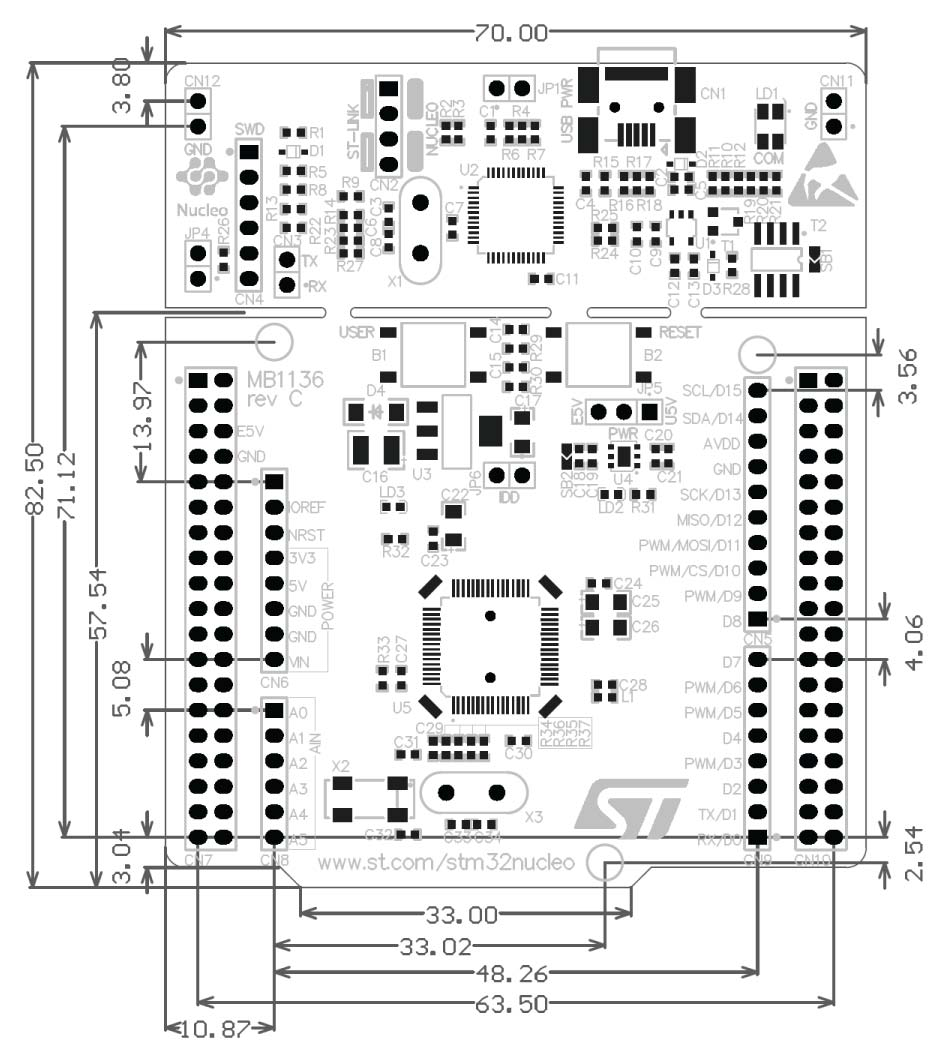 70.00
3.80
82.50
71.12
57.54
13.97
5.08
3.04
3.56
4.06
2.54
33.00
33.02
48.26
63.50
10.87
CN12
GND
SWD
R1
D1
R5
R8
R13
R22
Nucleo
JP4
R26
CN3
TX
RX
CN4
ST-LINK
NUCLEO
CN2
R2
R3
C1
R4
JP1
R6
R7
U2
R9
R14
R23
R27
C3
C6
C8
C7
X1
C11
USB PWR
CN1
LD1
COM
CN11
GND
R15
R17
C4
R16
R18
C2
D2
C5
R11
R10
R12
R19
R20
R21
R25
R24
C10
C9
U1
T1
T2
C12
C13
D3
R28
SB1
USER
B1
C14
R29
C15
R30
RESET
B2
MB1136
rev C
D4
C16
U3
C17
JP6
IDD
E5V
JP5
U5V
PWR
SB2
C18
C19
U4
C20
C21
LD2
R31
LD3
R32
C22
C23
E5V
GND
IOREF
NRST
3V3
5V
GND
GND
VIN
POWER
CN6
A0
A1
A2
A3
A4
A5
AIN
CN7
CN8
R33
C27
U5
C24
C25
C26
C28
L1
C29
C31
C30
R34
R36
R35
R37
X2
X3
C32
C33
C34
SCL/D15
SDA/D14
AVDD
GND
SCK/D13
MISO/D12
PWM/MOSI/D11
PWM/CS/D10
PWM/D9
D8
CN5
D7
PWM/D6
PWM/D5
D4
PWM/D3
D2
TX/D1
RX/D0
CN9
CN10
ST
www.st.com/stm32nucleo